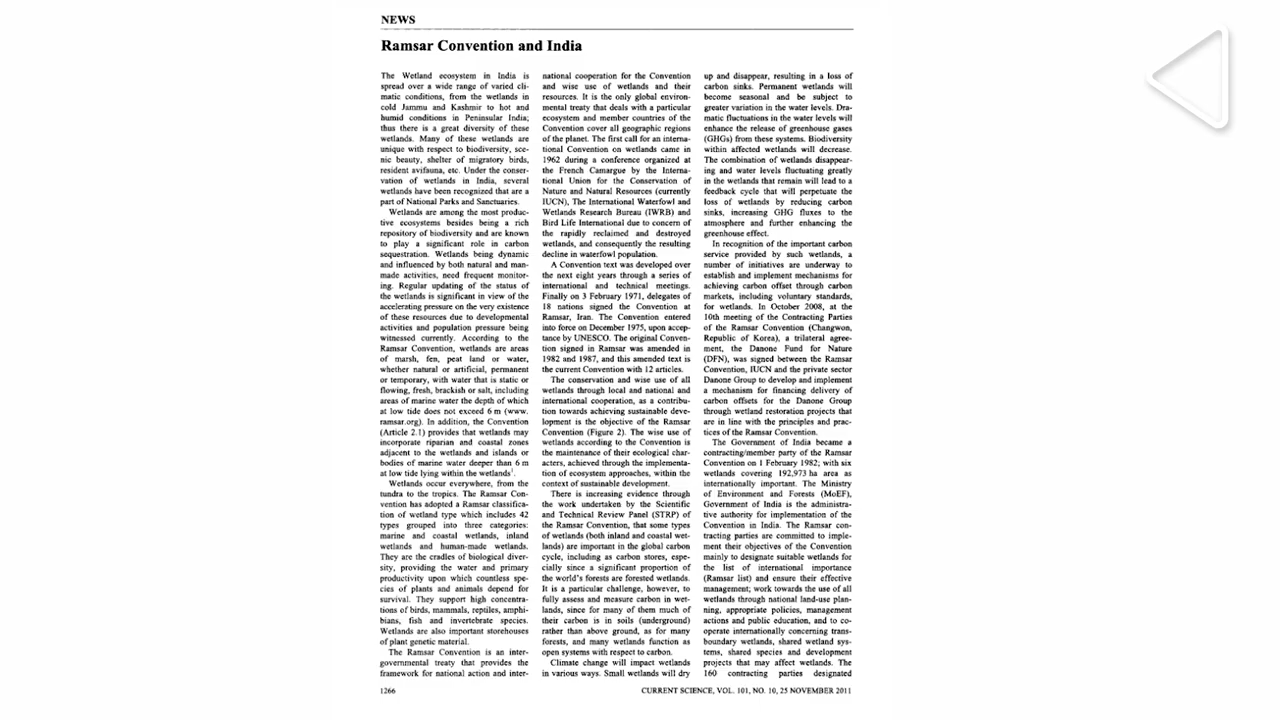 NEWS
Ramsar Convention and India
The Wetland ecosystem in India is
spread over a wide range of varied cli-
matic conditions, from the wetlands in
cold Jammu and Kashmir to hot and
humid conditions in Peninsular India;
thus there is a great diversity of these
wetlands. Many of these wetlands are
unique with respect to biodiversity, sce-
nic beauty, shelter of migratory birds,
resident avifauna, etc. Under the conser-
vation of wetlands in India, several
wetlands have been recognized that are a
part of National Parks and Sanctuaries.
Wetlands are among the most produc-
tive ecosystems besides being a rich
repository of biodiversity and are known
to play a significant role in carbon
sequestration. Wetlands being dynamic
and influenced by both natural and man-
made activities, need frequent monitor-
ing. Regular updating of the status of
the wetlands is significant in view of the
accelerating pressure on the very existence
of these resources due to developmental
activities and population pressure being
witnessed currently. According to the
Ramsar Convention, wetlands are areas
of marsh, fen, peat land or water,
whether natural or artificial, permanent
or temporary, with water that is static or
flowing, fresh, brackish or salt, including
areas of marine water the depth of which
at low tide does not exceed 6 m (www.
ramsar.org). In addition, the Convention
(Article 2.1) provides that wetlands may
incorporate riparian and coastal zones
adjacent to the wetlands and islands or
bodies of marine water deeper than 6 m
at low tide lying within the wetlands¹.
Wetlands occur everywhere, from the
tundra to the tropics. The Ramsar Con-
vention has adopted a Ramsar classifica-
tion of wetland type which includes 42
types grouped into three categories:
marine and coastal wetlands, inland
wetlands and human-made wetlands.
They are the cradles of biological diver-
sity, providing the water and primary
productivity upon which countless spe-
cies of plants and animals depend for
survival. They support high concentra-
tions of birds, mammals, reptiles, amphi-
bians, fish and invertebrate species.
Wetlands are also important storehouses
of plant genetic material.
The Ramsar Convention is an inter-
governmental treaty that provides the
framework for national action and inter-
national cooperation for the Convention
and wise use of wetlands and their
resources. It is the only global environ-
mental treaty that deals with a particular
ecosystem and member countries of the
Convention cover all geographic regions
of the planet. The first call for an interna-
tional Convention on wetlands came in
1962 during a conference organized at
the French Camargue by the Interna-
tional Union for the Conservation of
Nature and Natural Resources (currently
IUCN), The International Waterfowl and
Wetlands Research Bureau (IWRB) and
Bird Life International due to concern of
the rapidly reclaimed and destroyed
wetlands, and consequently the resulting
decline in waterfowl population.
A Convention text was developed over
the next eight years through a series of
international and technical meetings.
Finally on 3 February 1971, delegates of
18 nations signed the Convention at
Ramsar, Iran. The Convention entered
into force on December 1975, upon accep-
tance by UNESCO. The original Conven-
tion signed in Ramsar was amended in
1982 and 1987, and this amended text is
the current Convention with 12 articles.
The conservation and wise use of all
wetlands through local and national and
international cooperation, as a contribu-
tion towards achieving sustainable deve-
lopment is the objective of the Ramsar
Convention (Figure 2). The wise use of
wetlands according to the Convention is
the maintenance of their ecological char-
acters, achieved through the implementa-
tion of ecosystem approaches, within the
context of sustainable development.
There is increasing evidence through
the work undertaken by the Scientific
and Technical Review Panel (STRP) of
the Ramsar Convention, that some types
of wetlands (both inland and coastal wet-
lands) are important in the global carbon
cycle, including as carbon stores, espe-
cially since a significant proportion of
the world's forests are forested wetlands.
It is a particular challenge, however, to
fully assess and measure carbon in wet-
lands, since for many of them much of
their carbon is in soils (underground)
rather than above ground, as for many
forests, and many wetlands function as
open systems with respect to carbon.
Climate change will impact wetlands
in various ways. Small wetlands will dry
up and disappear, resulting in a loss of
carbon sinks. Permanent wetlands will
become seasonal and be subject to
greater variation in the water levels. Dra-
matic fluctuations in the water levels will
enhance the release of greenhouse gases
(GHGs) from these systems. Biodiversity
within affected wetlands will decrease.
The combination of wetlands disappear-
ing and water levels fluctuating greatly
in the wetlands that remain will lead to a
feedback cycle that will perpetuate the
loss of wetlands by reducing carbon
sinks, increasing GHG fluxes to the
atmosphere and further enhancing the
greenhouse effect.
In recognition of the important carbon
service provided by such wetlands, a
number of initiatives are underway to
establish and implement mechanisms for
achieving carbon offset through carbon
markets, including voluntary standards,
for wetlands. In October 2008, at the
10th meeting of the Contracting Parties
of the Ramsar Convention (Changwon,
Republic of Korea), a trilateral agree-
ment, the Danone Fund for Nature
(DFN), was signed between the Ramsar
Convention, IUCN and the private sector
Danone Group to develop and implement
a mechanism for financing delivery of
carbon offsets for the Danone Group
through wetland restoration projects that
are in line with the principles and prac-
tices of the Ramsar Convention.
The Government of India became a
contracting/member party of the Ramsar
Convention on 1 February 1982; with six
wetlands covering 192,973 ha area as
internationally important. The Ministry
of Environment and Forests (MoEF),
Government of India is the administra-
tive authority for implementation of the
Convention in India. The Ramsar con-
tracting parties are committed to imple-
ment their objectives of the Convention
mainly to designate suitable wetlands for
the list of international importance
(Ramsar list) and ensure their effective
management; work towards the use of all
wetlands through national land-use plan-
ning, appropriate policies, management
actions and public education, and to co-
operate internationally concerning trans-
boundary wetlands, shared wetland sys-
tems, shared species and development
projects that may affect wetlands. The
160 contracting parties designated
1266
CURRENT SCIENCE, VOL. 101, NO. 10, 25 NOVEMBER 2011